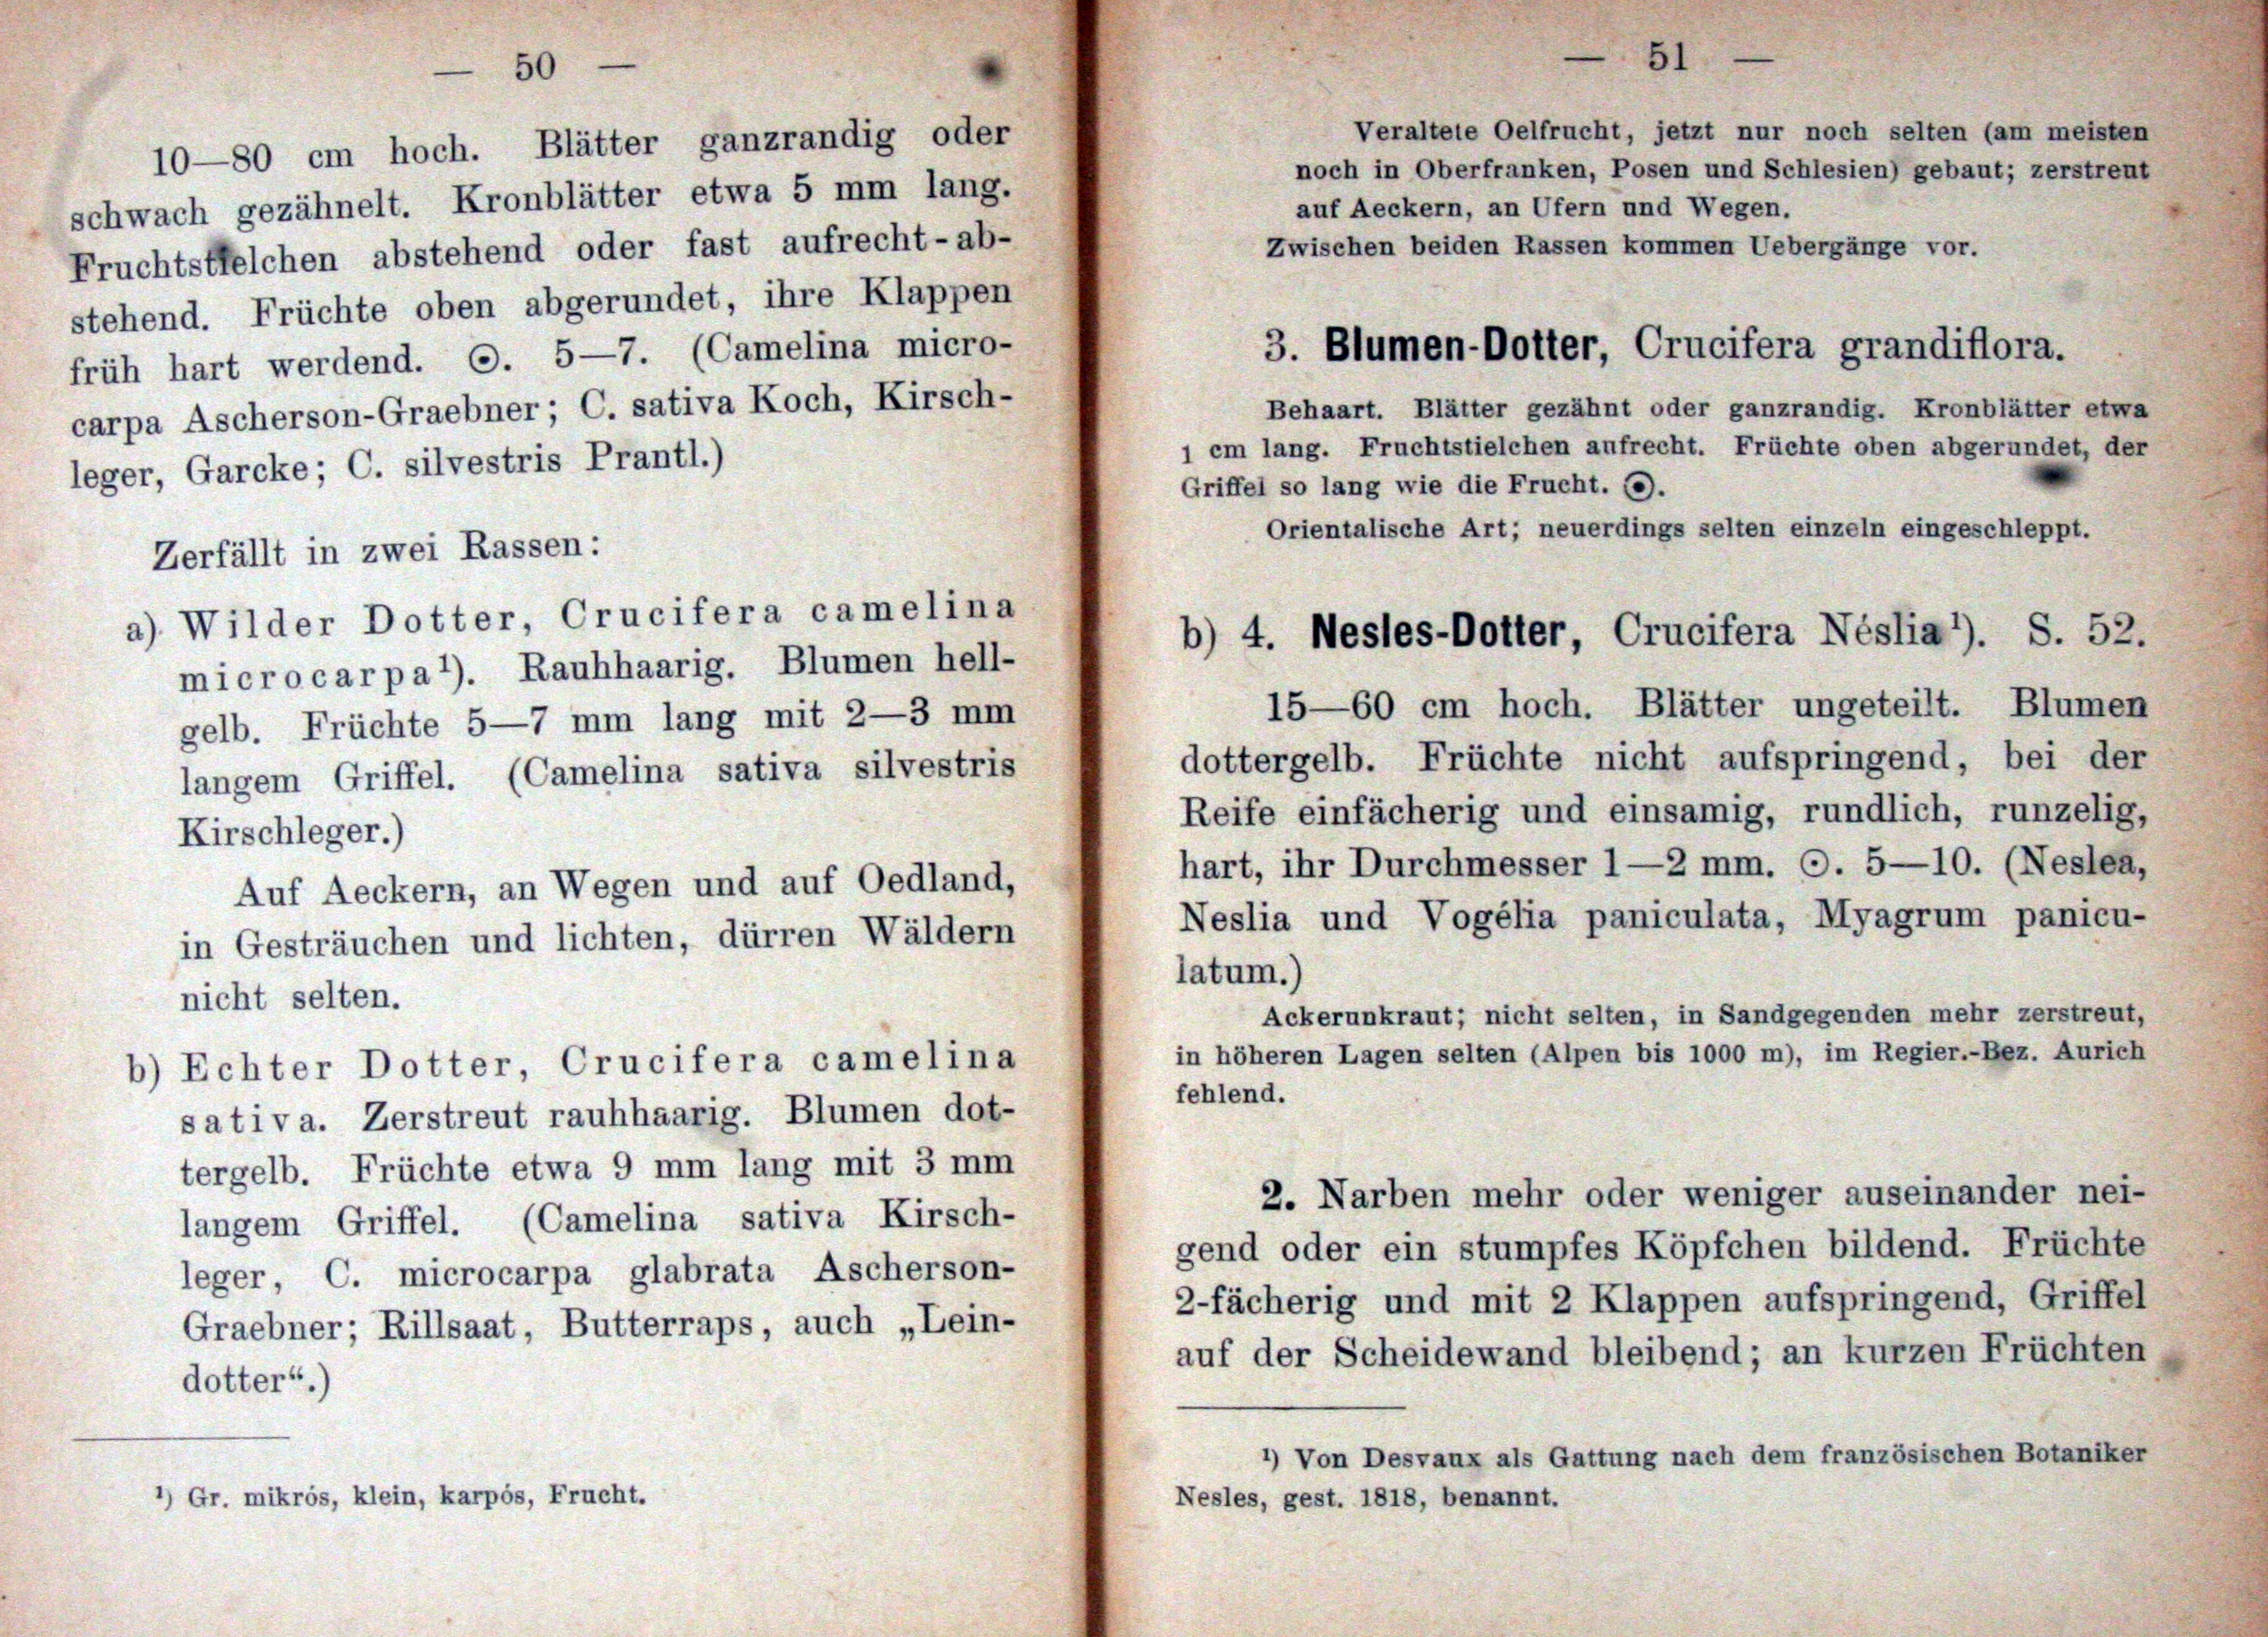 — 50 —
10—80 cm hoch. Blätter ganzrandig oder
schwach gezähnelt. Kronblätter etwa 5 mm lang.
Fruchtstielchen abstehend oder fast aufrecht-ab-
stehend. Früchte oben abgerundet, ihre Klappen
früh hart werdend. ⊙. 5—7. (Camelina micro-
carpa Ascherson-Graebner; C. sativa Koch, Kirsch-
leger, Garcke; C. silvestris Prantl.)
Zerfällt in zwei Rassen:
a) Wilder Dotter, Crucifera camelina
microcarpa¹). Rauhhaarig. Blumen hell-
gelb. Früchte 5—7 mm lang mit 2—3 mm
langem Griffel. (Camelina sativa silvestris
Kirschleger.)
Auf Aeckern, an Wegen und auf Oedland,
in Gesträuchen und lichten, dürren Wäldern
nicht selten.
b) Echter Dotter, Crucifera camelina
sativa. Zerstreut rauhhaarig. Blumen dot-
tergelb. Früchte etwa 9 mm lang mit 3 mm
langem Griffel. (Camelina sativa Kirsch-
leger, C. microcarpa glabrata Ascherson-
Graebner; Rillsaat, Butterraps, auch „Lein-
dotter“.)
¹) Gr. mikrós, klein, karpós, Frucht.
— 51 —
Veraltete Oelfrucht, jetzt nur noch selten (am meisten
noch in Oberfranken, Posen und Schlesien) gebaut; zerstreut
auf Aeckern, an Ufern und Wegen.
Zwischen beiden Rassen kommen Uebergänge vor.
3. Blumen-Dotter, Crucifera grandiflora.
Behaart. Blätter gezähnt oder ganzrandig. Kronblätter etwa
1 cm lang. Fruchtstielchen aufrecht. Früchte oben abgerundet, der
Griffel so lang wie die Frucht. ⊙.
Orientalische Art; neuerdings selten einzeln eingeschleppt.
b) 4. Nesles-Dotter, Crucifera Néslia¹). S. 52.
15—60 cm hoch. Blätter ungeteilt. Blumen
dottergelb. Früchte nicht aufspringend, bei der
Reife einfächerig und einsamig, rundlich, runzelig,
hart, ihr Durchmesser 1—2 mm. ⊙. 5—10. (Neslea,
Neslia und Vogélia paniculata, Myagrum panicu-
latum.)
Ackerunkraut; nicht selten, in Sandgegenden mehr zerstreut,
in höheren Lagen selten (Alpen bis 1000 m), im Regier.-Bez. Aurich
fehlend.
2. Narben mehr oder weniger auseinander nei-
gend oder ein stumpfes Köpfchen bildend. Früchte
2-fächerig und mit 2 Klappen aufspringend, Griffel
auf der Scheidewand bleibend; an kurzen Früchten
¹) Von Desvaux als Gattung nach dem französischen Botaniker
Nesles, gest. 1818, benannt.